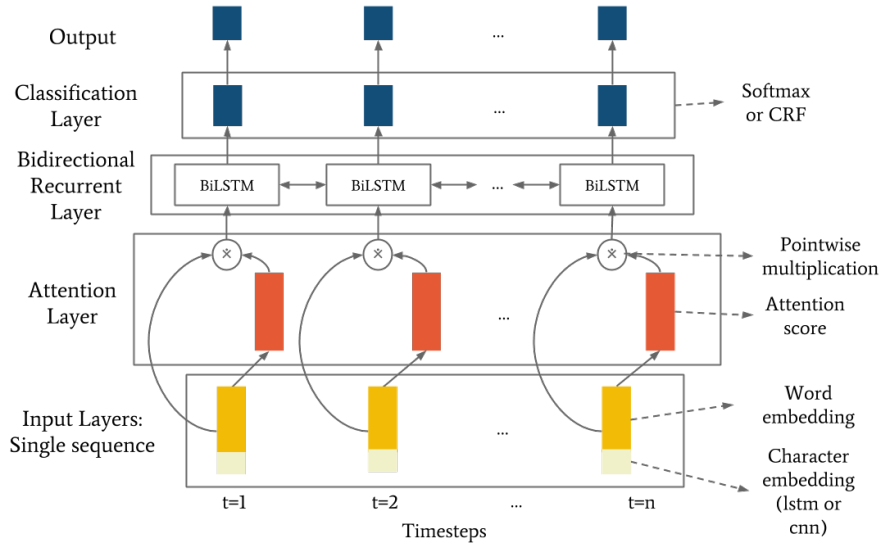 Output
...
Classification
Layer
...
Softmax
or CRF
Bidirectional
Recurrent
Layer
BiLSTM
BiLSTM
...
BiLSTM
Attention
Layer
ẋ
ẋ
ẋ
...
Pointwise
multiplication
Attention
score
Input Layers:
Single sequence
...
Word
embedding
Character
embedding
(lstm or
cnn)
t=1
t=2
...
t=n
Timesteps